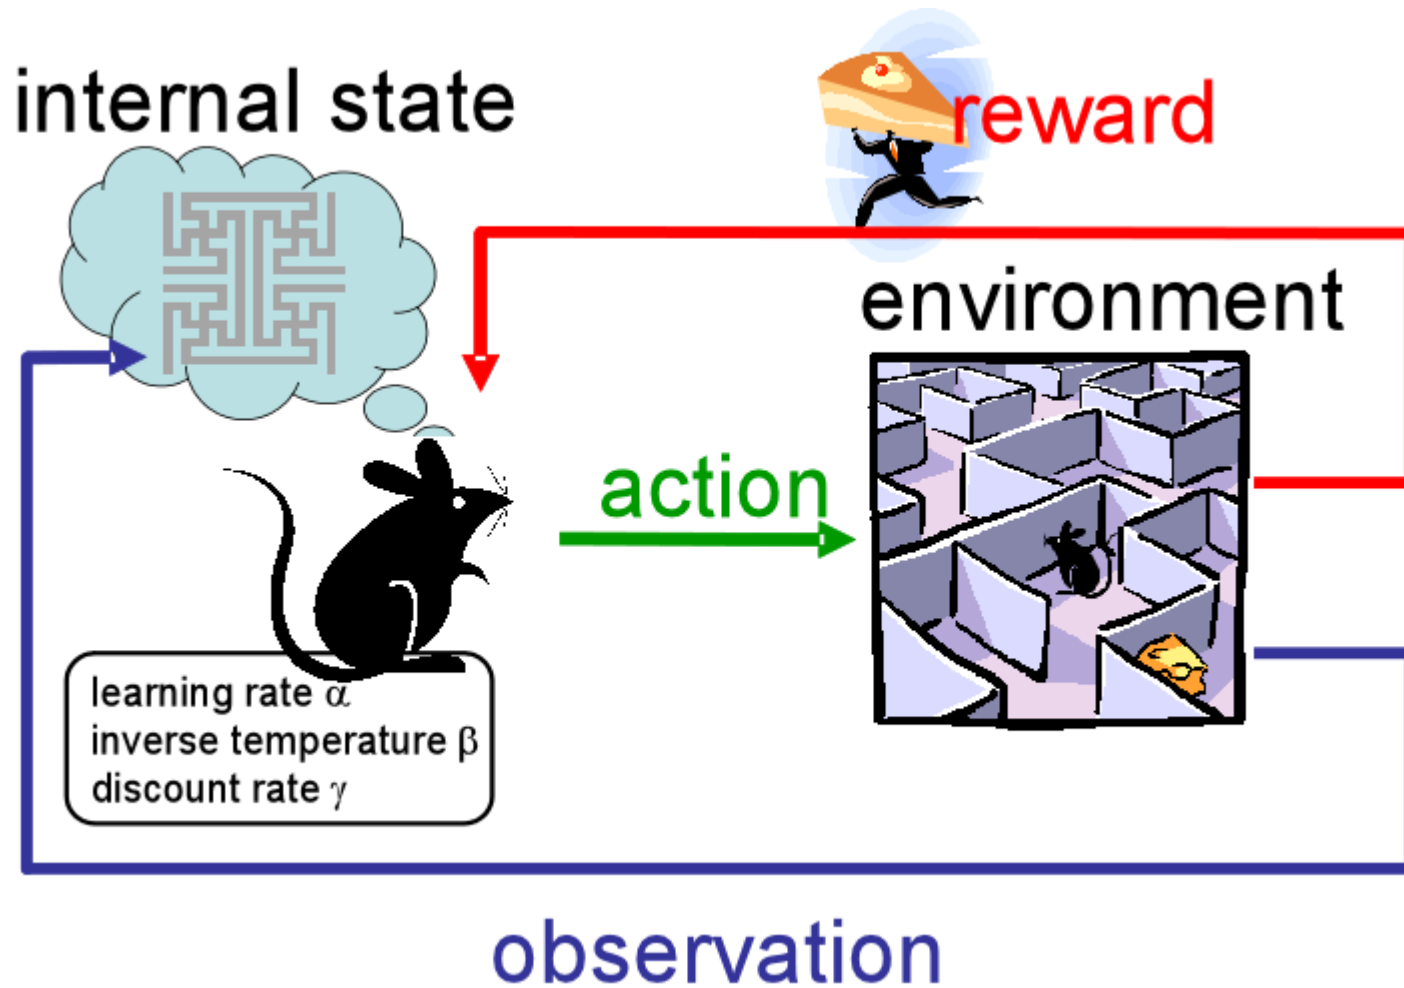 internal state
reward
environment
action
learning rate α
inverse temperature β
discount rate γ
observation